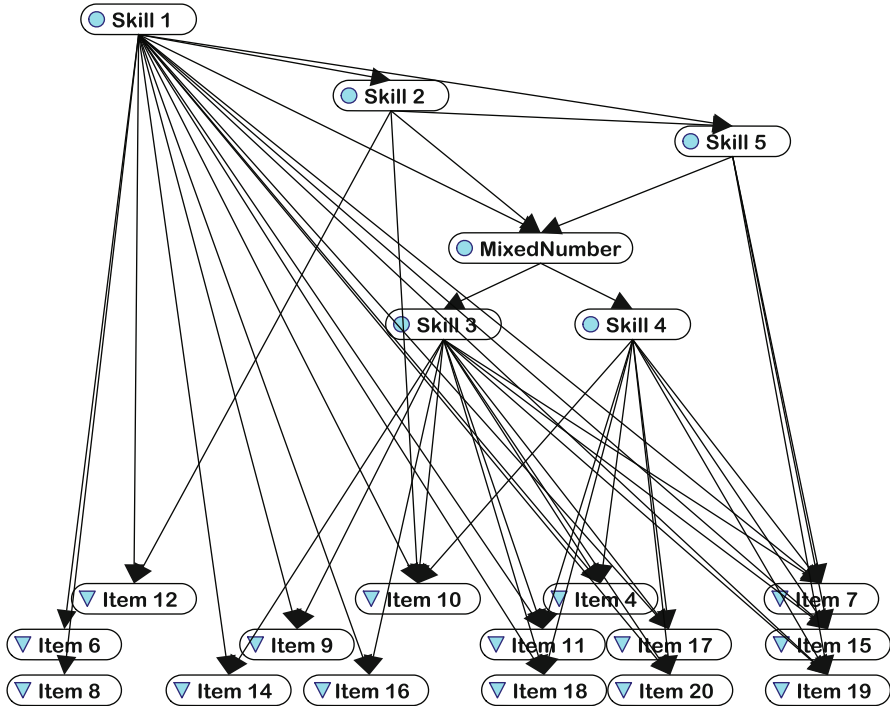 Skill 1
Skill 2
Skill 5
MixedNumber
Skill 3
Skill 4
Item 12
Item 10
Item 4
Item 7
Item 6
Item 9
Item 11
Item 17
Item 15
Item 8
Item 14
Item 16
Item 18
Item 20
Item 19